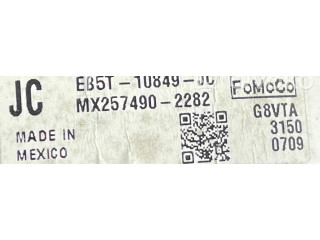 JC
EB5T-10849-JC
FoMoCo
MX257490-2282
G8VTA
3150
0709
MADE IN
MEXICO